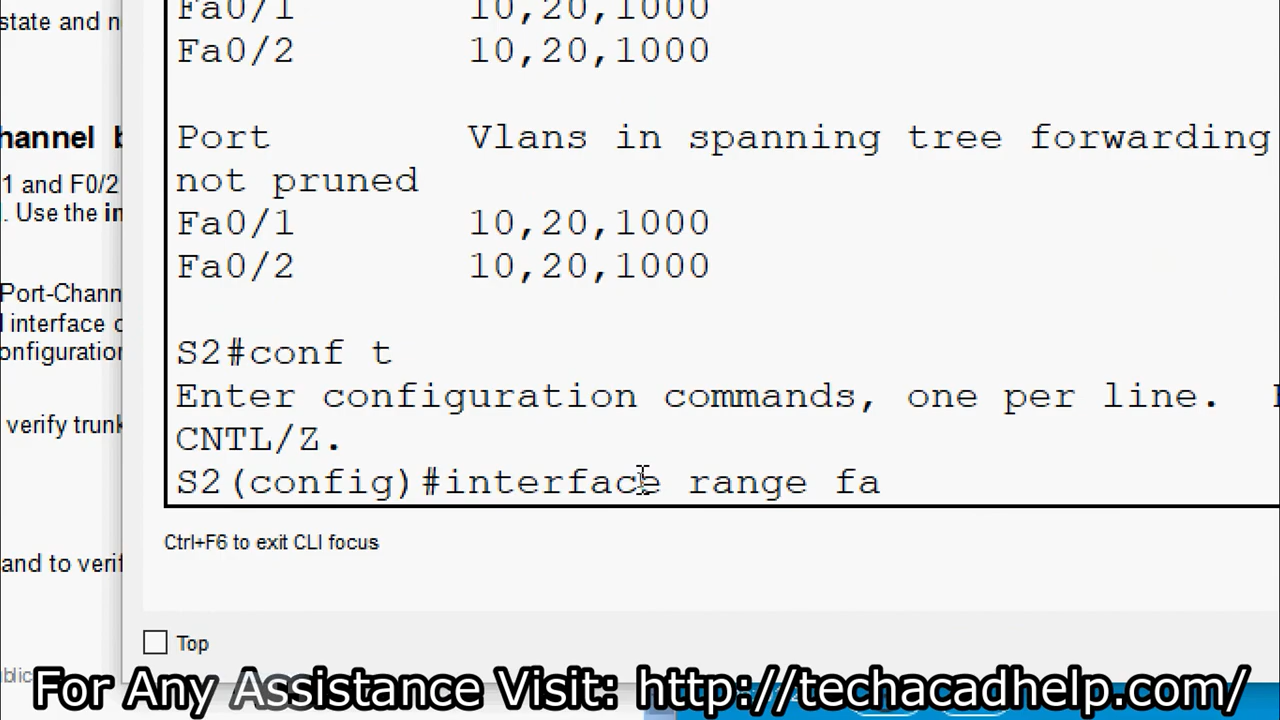 Fa0/1 10,20,1000
state and n
Fa0/2 10,20,1000
hannel b
Port Vlans in spanning tree forwarding
not pruned
1 and F0/2
. Use the in
Fa0/1 10,20,1000
Fa0/2 10,20,1000
Port-Chann
interface c
onfiguration
S2#conf t
Enter configuration commands, one per line.
verify trunk
CNTL/Z.
S2(config)#interface range fa
Ctrl+F6 to exit CLI focus
and to verif
Top
For Any Assistance Visit: http://techacadhelp.com/